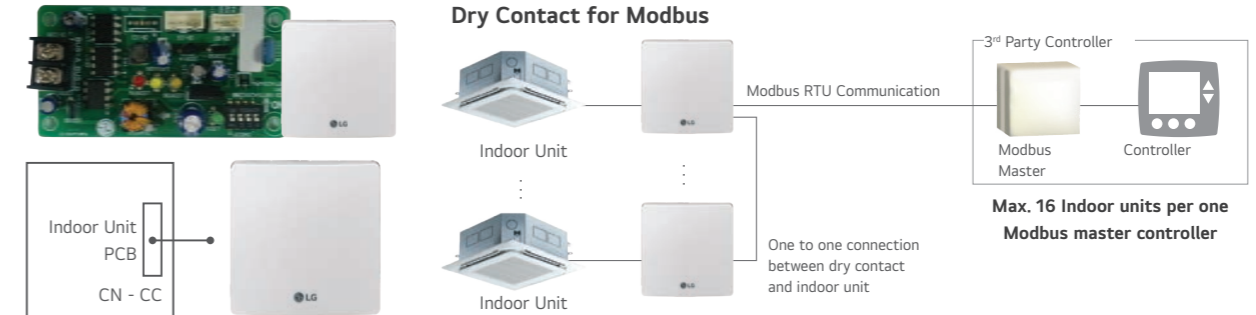 Dry Contact for Modbus
LG
Indoor Unit
PCB
CN - CC
LG
Indoor Unit
LG
Modbus RTU Communication
3rd Party Controller
Modbus
Master
Controller
Max. 16 Indoor units per one
Modbus master controller
Indoor Unit
LG
One to one connection
between dry contact
and indoor unit